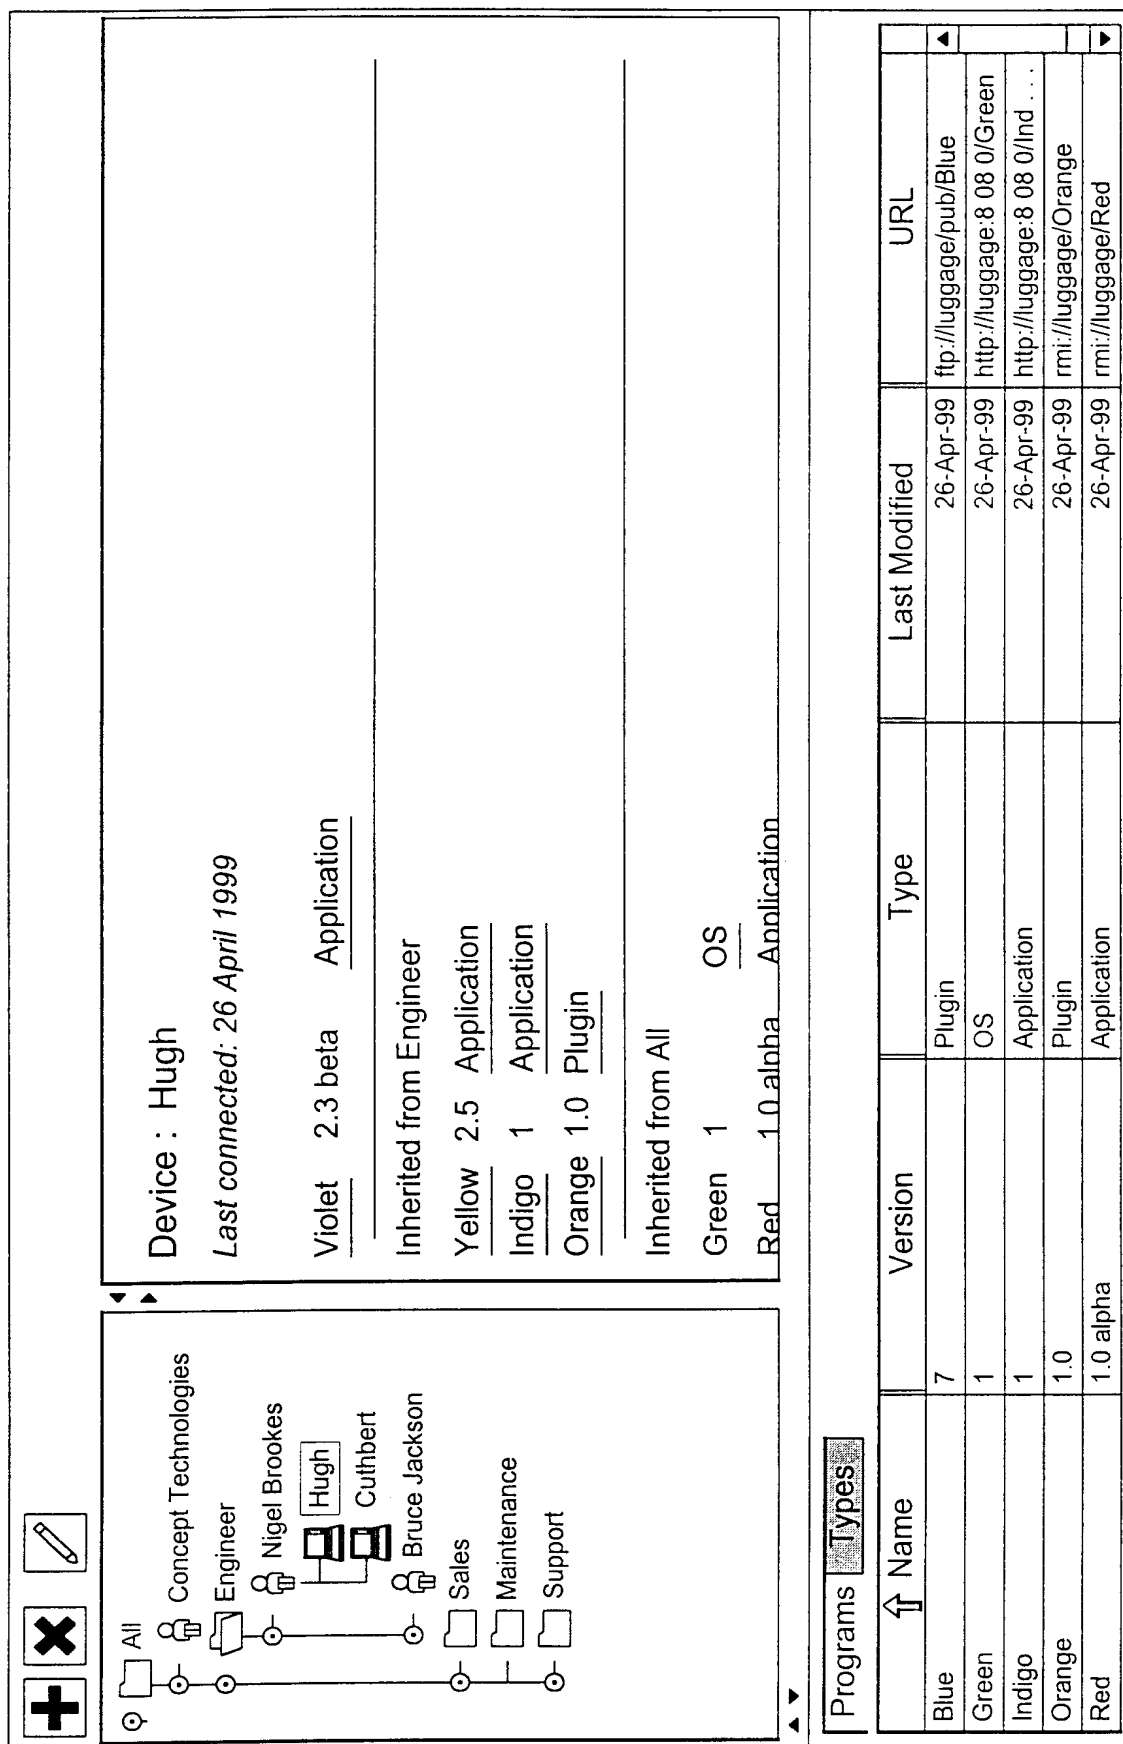 All
Concept Technologies
Engineer
Nigel Brookes
Hugh
Cuthbert
Bruce Jackson
Sales
Maintenance
Support
Device : Hugh
Last connected: 26 April 1999
Violet 2.3 beta Application
Inherited from Engineer
Yellow 2.5 Application
Indigo 1 Application
Orange 1.0 Plugin
Inherited from All
Green 1 OS
Red 1.0 alpha Application
Programs Types
Name Version Type Last Modified URL
Blue 7 Plugin 26-Apr-99 ftp://luggage/pub/Blue
Green 1 OS 26-Apr-99 http://luggage:8 08 0/Green
Indigo 1 Application 26-Apr-99 http://luggage:8 08 0/Ind . . .
Orange 1.0 Plugin 26-Apr-99 rmi://luggage/Orange
Red 1.0 alpha Application 26-Apr-99 rmi://luggage/Red